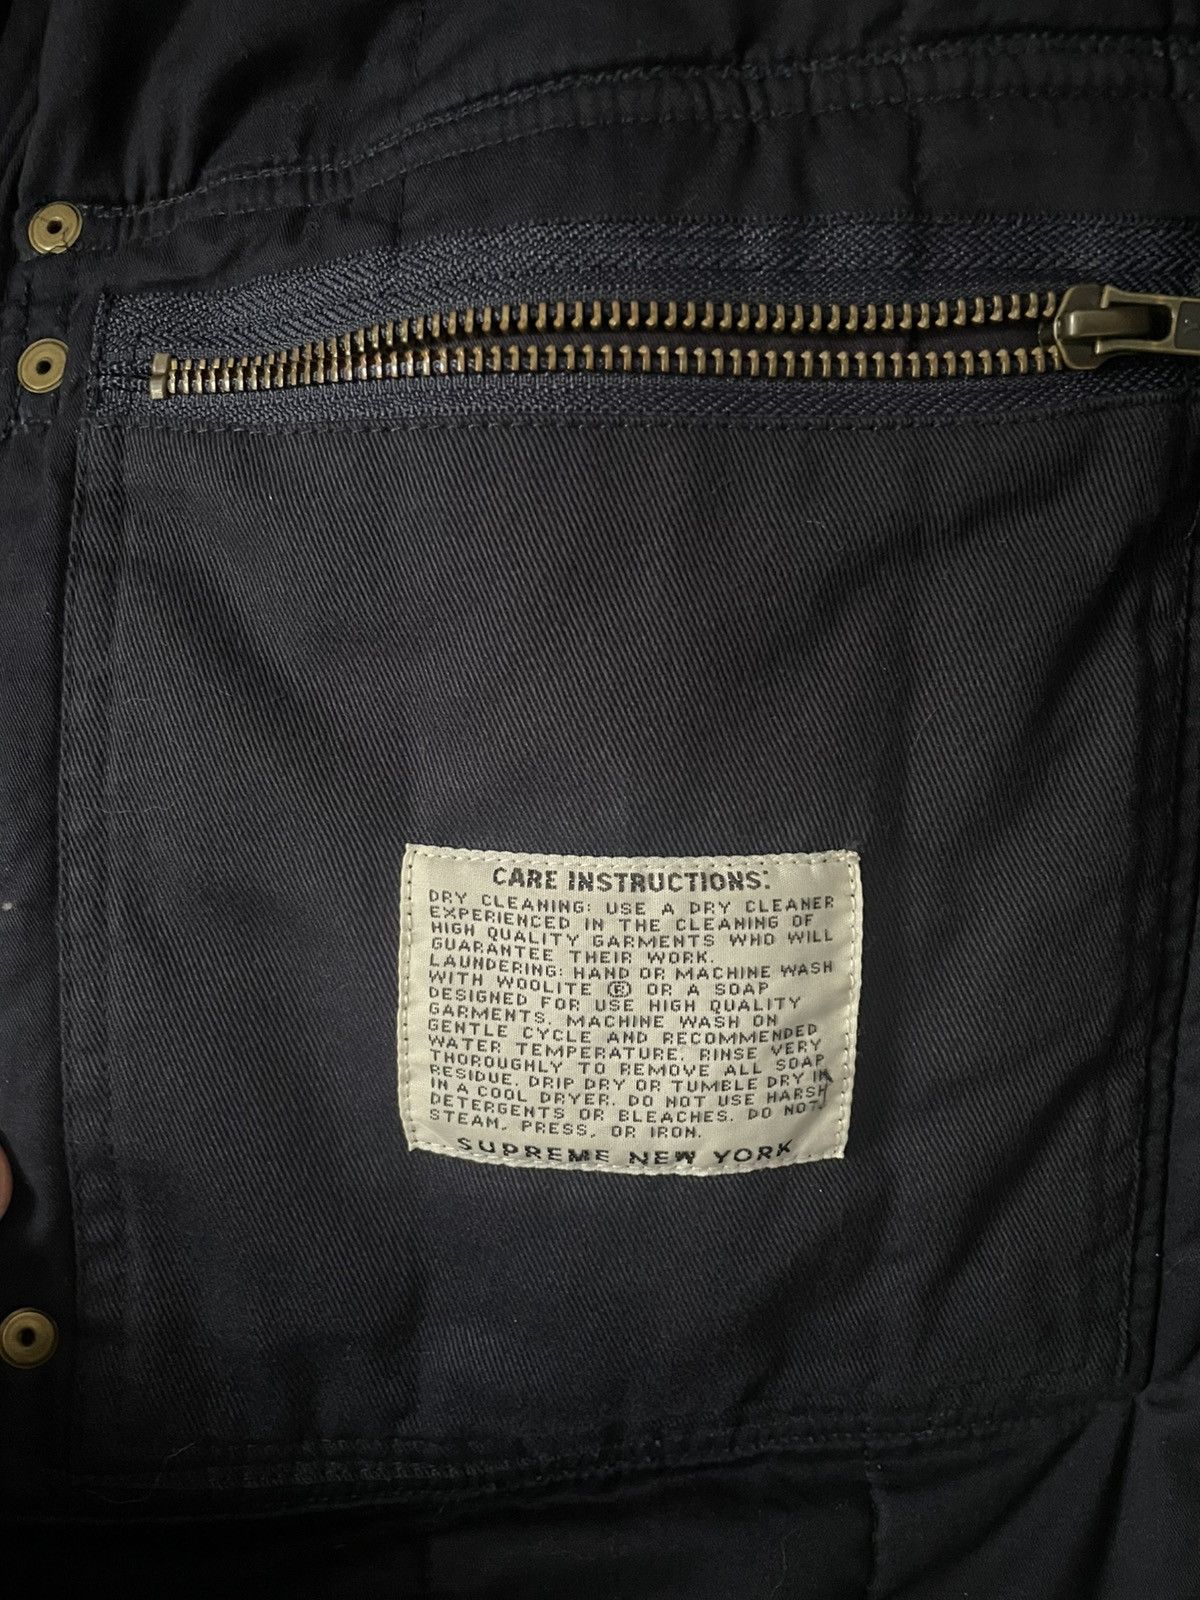 CARE INSTRUCTIONS:
DRY CLEANING: USE A DRY CLEANER
EXPERIENCED IN THE CLEANING OF
HIGH QUALITY GARMENTS WHO WILL
GUARANTEE THEIR WORK.
LAUNDERING: HAND OR MACHINE WASH
WITH WOOLITE ® OR A SOAP
DESIGNED FOR USE HIGH QUALITY
GARMENTS. MACHINE WASH ON
GENTLE CYCLE AND RECOMMENDED
WATER TEMPERATURE. RINSE VERY
THOROUGHLY TO REMOVE ALL SOAP
RESIDUE. DRIP DRY OR TUMBLE DRY IN
IN A COOL DRYER. DO NOT USE HARSH
DETERGENTS OR BLEACHES. DO NOT
STEAM, PRESS, OR IRON.
SUPREME NEW YORK